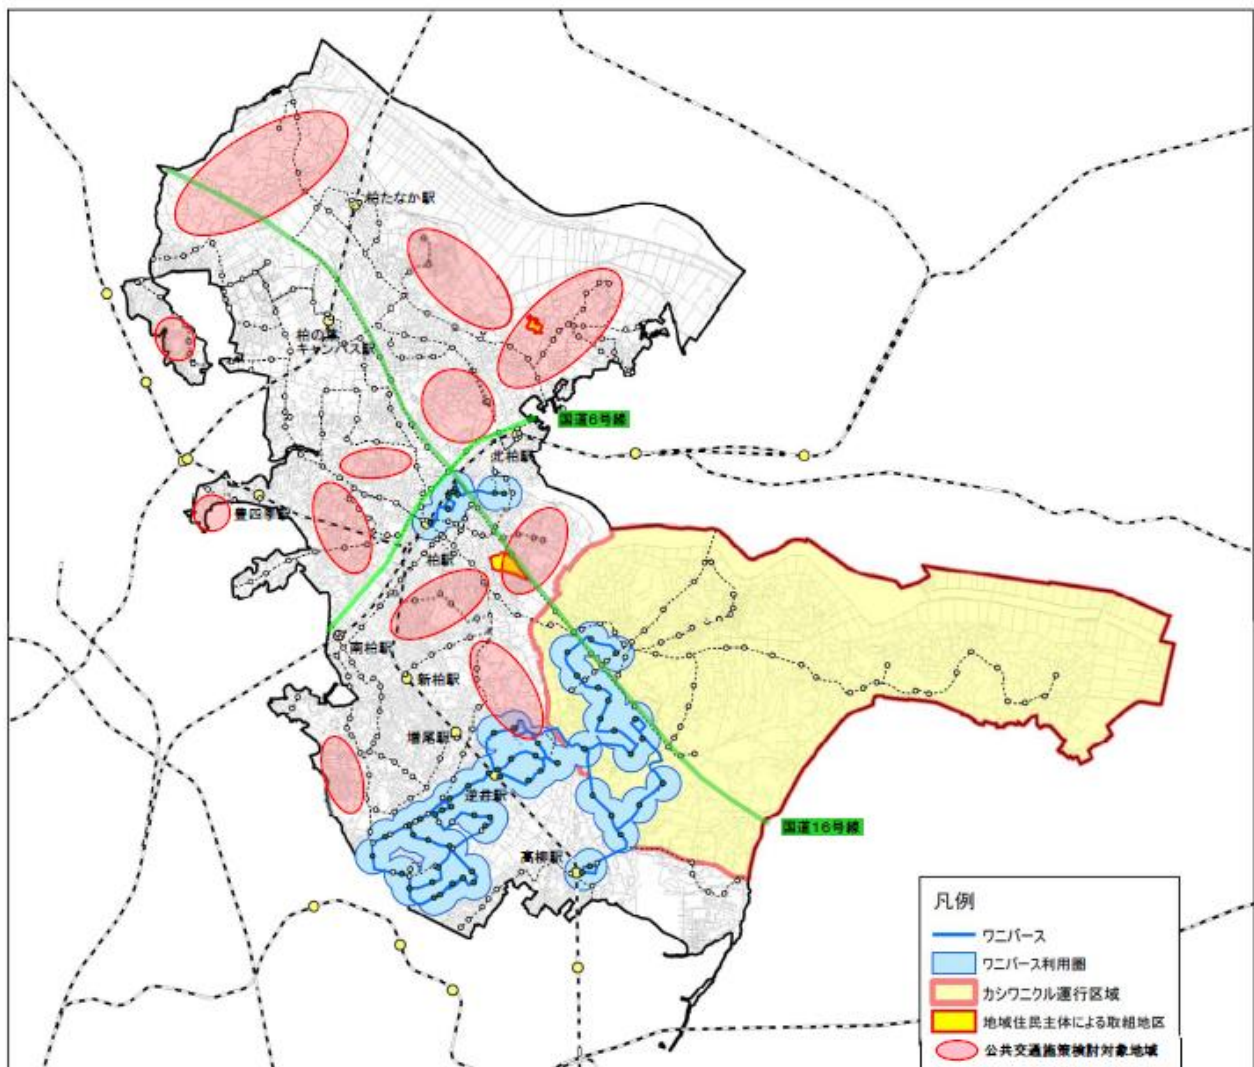 柏たなか駅
柏の葉
キャンパス駅
国道6号線
北柏駅
豊四季駅
柏駅
南柏駅
新柏駅
増尾駅
逆井駅
高柳駅
国道16号線
凡例
ワニバース
ワニバース利用圏
カシワニクル運行区域
地域住民主体による取組地区
公共交通施策検討対象地域